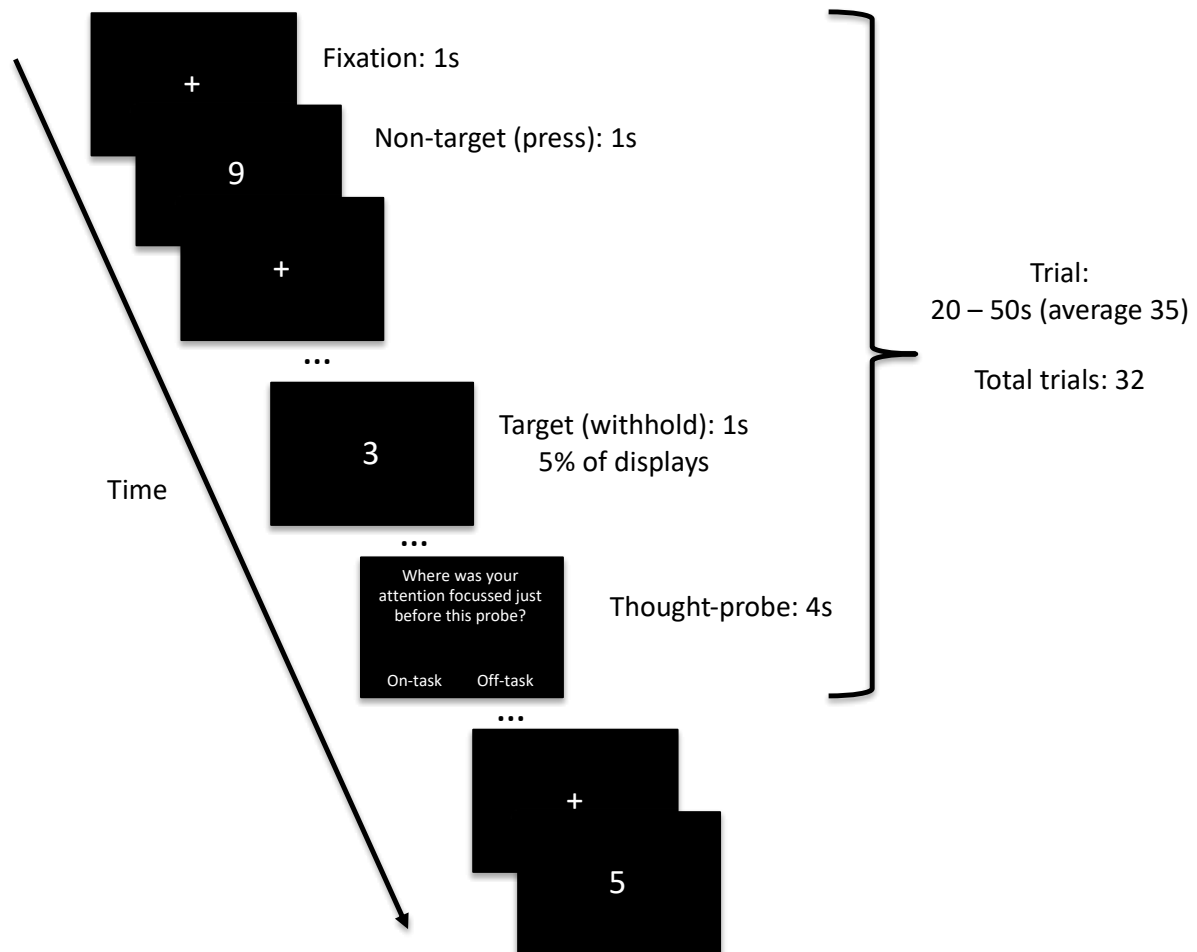 +
Fixation: 1s
9
Non-target (press): 1s
+
...
Trial:
20 – 50s (average 35)
Total trials: 32
3
Target (withhold): 1s
5% of displays
Time
...
Where was your
attention focussed just
before this probe?
On-task Off-task
Thought-probe: 4s
...
+
5